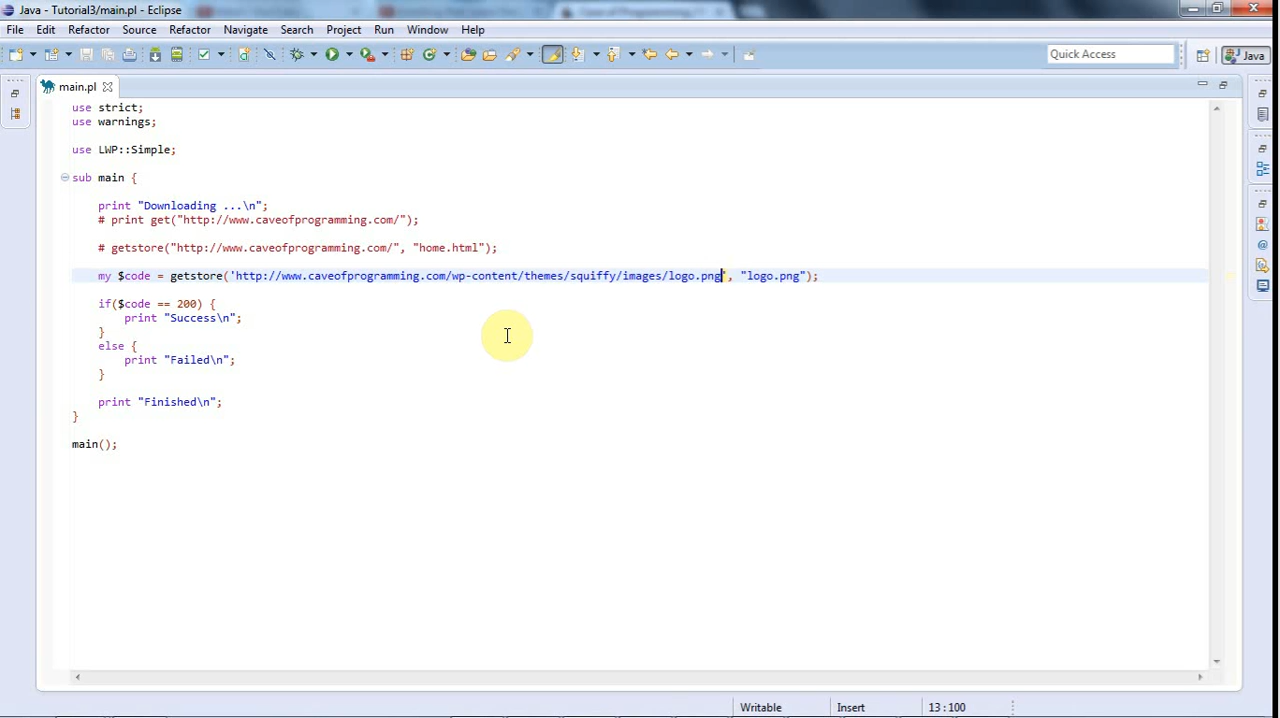 Java - Tutorial3/main.pl - Eclipse
File Edit Refactor Source Refactor Navigate Search Project Run Window Help
Quick Access
Java
main.pl
use strict;
use warnings;
use LWP::Simple;
sub main {
print "Downloading ...\n";
# print get("http://www.caveofprogramming.com/");
# getstore("http://www.caveofprogramming.com/", "home.html");
my $code = getstore('http://www.caveofprogramming.com/wp-content/themes/squiffy/images/logo.png', "logo.png");
if($code == 200) {
print "Success\n";
}
else {
print "Failed\n";
}
print "Finished\n";
}
main();
Writable Insert 13 : 100